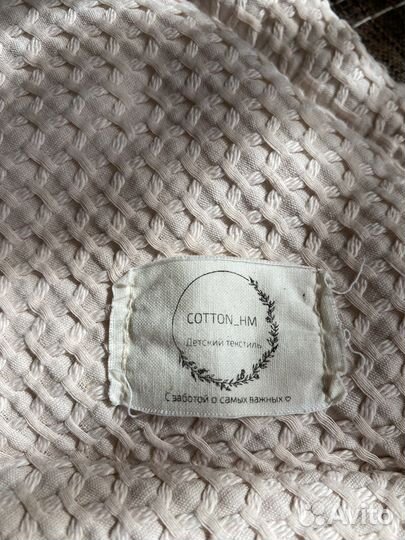 COTTON_HM
Детский текстиль
С заботой о самых важных ♡
Avito